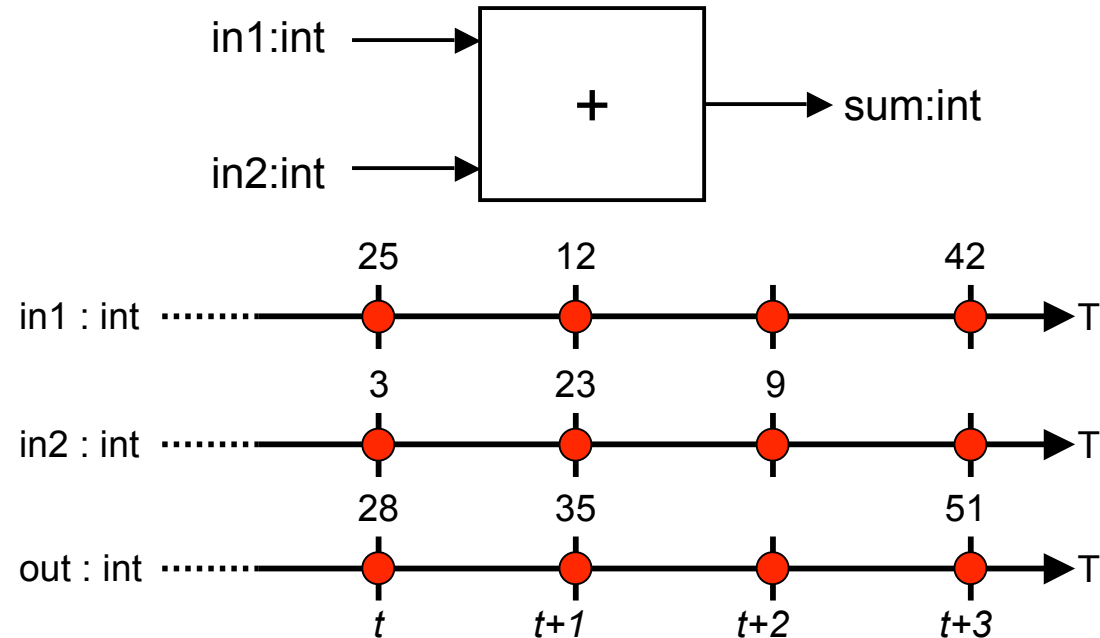 in1:int
+
sum:int
in2:int
25 12 42
in1 : int T
3 23 9
in2 : int T
28 35 51
out : int T
t t+1 t+2 t+3